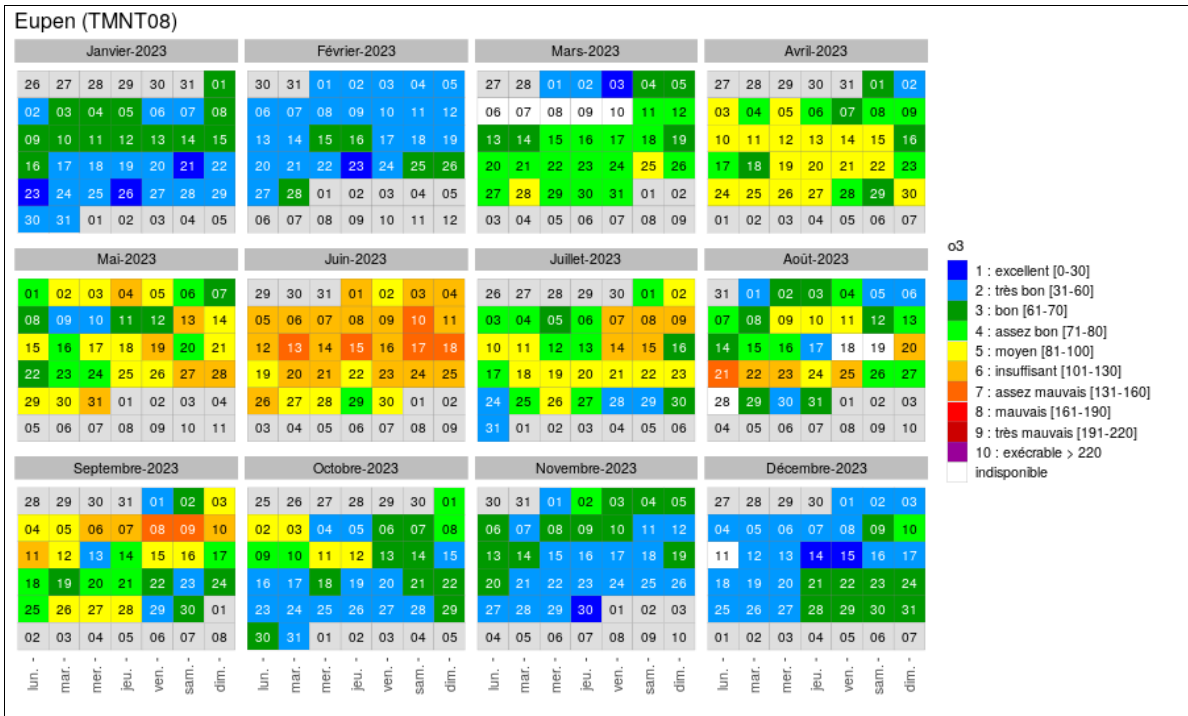 Eupen (TMNT08)
Janvier-2023 Février-2023 Mars-2023 Avril-2023
26 27 28 29 30 31 01 30 31 01 02 03 04 05 27 28 01 02 03 04 05 27 28 29 30 31 01 02
02 03 04 05 06 07 08 06 07 08 09 10 11 12 06 07 08 09 10 11 12 03 04 05 06 07 08 09
09 10 11 12 13 14 15 13 14 15 16 17 18 19 13 14 15 16 17 18 19 10 11 12 13 14 15 16
16 17 18 19 20 21 22 20 21 22 23 24 25 26 20 21 22 23 24 25 26 17 18 19 20 21 22 23
23 24 25 26 27 28 29 27 28 01 02 03 04 05 27 28 29 30 31 01 02 24 25 26 27 28 29 30
30 31 01 02 03 04 05 06 07 08 09 10 11 12 03 04 05 06 07 08 09 01 02 03 04 05 06 07
Mai-2023 Juin-2023 Juillet-2023 Août-2023
01 02 03 04 05 06 07 29 30 31 01 02 03 04 26 27 28 29 30 01 02 31 01 02 03 04 05 06
08 09 10 11 12 13 14 05 06 07 08 09 10 11 03 04 05 06 07 08 09 07 08 09 10 11 12 13
15 16 17 18 19 20 21 12 13 14 15 16 17 18 10 11 12 13 14 15 16 14 15 16 17 18 19 20
22 23 24 25 26 27 28 19 20 21 22 23 24 25 17 18 19 20 21 22 23 21 22 23 24 25 26 27
29 30 31 01 02 03 04 26 27 28 29 30 01 02 24 25 26 27 28 29 30 28 29 30 31 01 02 03
05 06 07 08 09 10 11 03 04 05 06 07 08 09 31 01 02 03 04 05 06 04 05 06 07 08 09 10
Septembre-2023 Octobre-2023 Novembre-2023 Décembre-2023
28 29 30 31 01 02 03 25 26 27 28 29 30 01 30 31 01 02 03 04 05 27 28 29 30 01 02 03
04 05 06 07 08 09 10 02 03 04 05 06 07 08 06 07 08 09 10 11 12 04 05 06 07 08 09 10
11 12 13 14 15 16 17 09 10 11 12 13 14 15 13 14 15 16 17 18 19 11 12 13 14 15 16 17
18 19 20 21 22 23 24 16 17 18 19 20 21 22 20 21 22 23 24 25 26 18 19 20 21 22 23 24
25 26 27 28 29 30 01 23 24 25 26 27 28 29 27 28 29 30 01 02 03 25 26 27 28 29 30 31
02 03 04 05 06 07 08 30 31 01 02 03 04 05 04 05 06 07 08 09 10 01 02 03 04 05 06 07
lun. - mar. - mer. - jeu. - ven. - sam. - dim. - lun. - mar. - mer. - jeu. - ven. - sam. - dim. - lun. - mar. - mer. - jeu. - ven. - sam. - dim. - lun. - mar. - mer. - jeu. - ven. - sam. - dim. -
o3
1 : excellent [0-30]
2 : très bon [31-60]
3 : bon [61-70]
4 : assez bon [71-80]
5 : moyen [81-100]
6 : insuffisant [101-130]
7 : assez mauvais [131-160]
8 : mauvais [161-190]
9 : très mauvais [191-220]
10 : exécrable > 220
indisponible